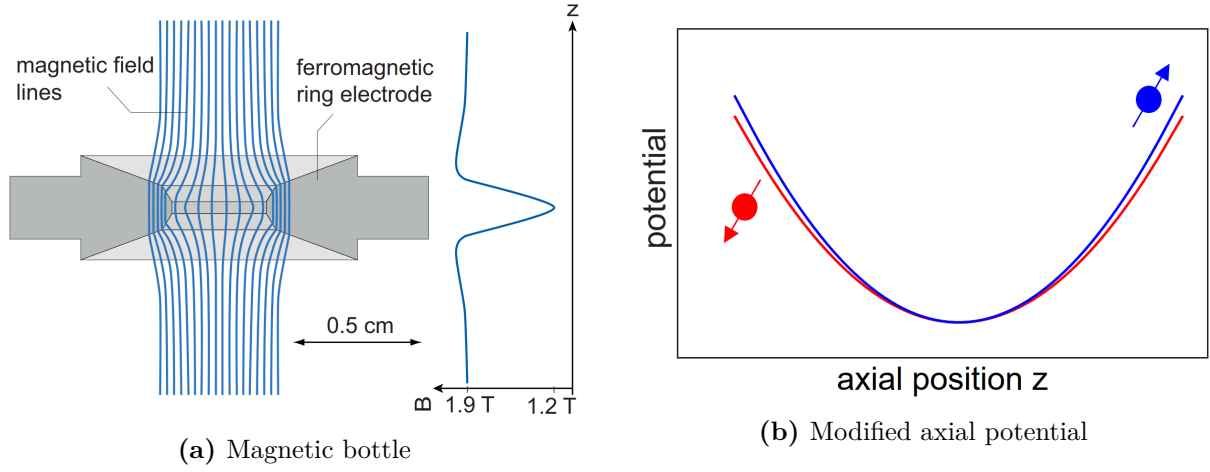 magnetic field
lines
ferromagnetic
ring electrode
z
0.5 cm
B
1.9 T
1.2 T
(a) Magnetic bottle
potential
axial position z
(b) Modified axial potential